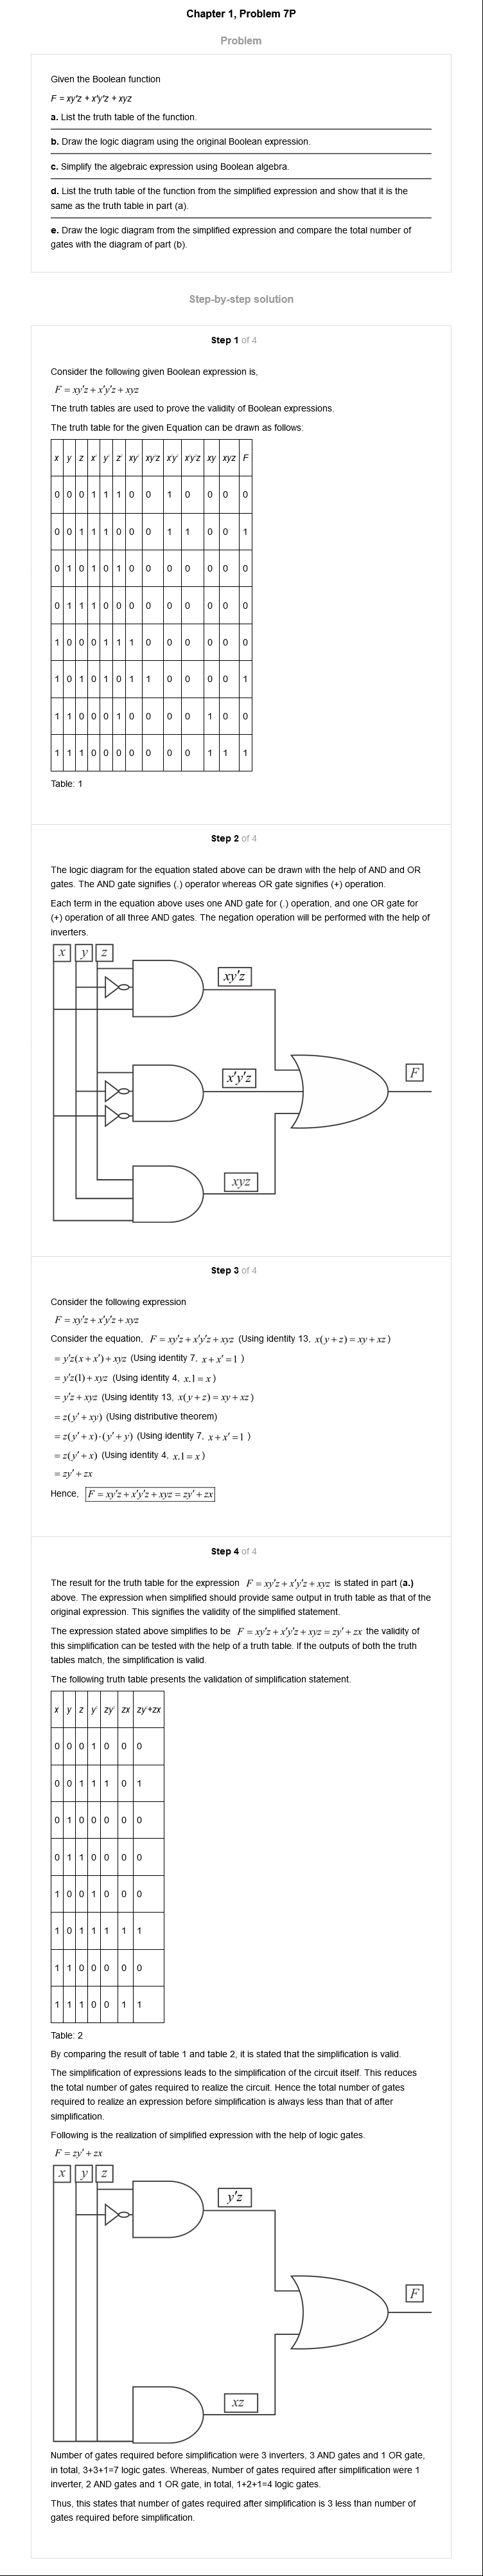 Chapter 1, Problem 7P
Problem
Given the Boolean function
F = xy'z + x'y'z + xyz
a. List the truth table of the function.
b. Draw the logic diagram using the original Boolean expression.
c. Simplify the algebraic expression using Boolean algebra.
d. List the truth table of the function from the simplified expression and show that it is the
same as the truth table in part (a).
e. Draw the logic diagram from the simplified expression and compare the total number of
gates with the diagram of part (b).
Step-by-step solution
Step 1 of 4
Consider the following given Boolean expression is,
F = xy'z + x'y'z + xyz
The truth tables are used to prove the validity of Boolean expressions.
The truth table for the given Equation can be drawn as follows:
x y z x' y' z' xy' xy'z x'y' x'y'z xy xyz F
0 0 0 1 1 1 0 0 1 0 0 0 0
0 0 1 1 1 0 0 0 1 1 0 0 1
0 1 0 1 0 1 0 0 0 0 0 0 0
0 1 1 1 0 0 0 0 0 0 0 0 0
1 0 0 0 1 1 1 0 0 0 0 0 0
1 0 1 0 1 0 1 1 0 0 0 0 1
1 1 0 0 0 1 0 0 0 0 1 0 0
1 1 1 0 0 0 0 0 0 0 1 1 1
Table: 1
Step 2 of 4
The logic diagram for the equation stated above can be drawn with the help of AND and OR
gates. The AND gate signifies (.) operator whereas OR gate signifies (+) operation.
Each term in the equation above uses one AND gate for (.) operation, and one OR gate for
(+) operation of all three AND gates. The negation operation will be performed with the help of
inverters.
x y z
xy'z
x'y'z
F
xyz
Step 3 of 4
Consider the following expression
F = xy'z + x'y'z + xyz
Consider the equation, F = xy'z + x'y'z + xyz (Using identity 13, x(y + z) = xy + xz )
= y'z(x + x') + xyz (Using identity 7, x + x' = 1 )
= y'z(1) + xyz (Using identity 4, x.1 = x )
= y'z + xyz (Using identity 13, x(y + z) = xy + xz )
= z(y' + xy) (Using distributive theorem)
= z(y' + x)·(y' + y) (Using identity 7, x + x' = 1 )
= z(y' + x) (Using identity 4, x.1 = x )
= zy' + zx
Hence, F = xy'z + x'y'z + xyz = zy' + zx
Step 4 of 4
The result for the truth table for the expression F = xy'z + x'y'z + xyz is stated in part (a.)
above. The expression when simplified should provide same output in truth table as that of the
original expression. This signifies the validity of the simplified statement.
The expression stated above simplifies to be F = xy'z + x'y'z + xyz = zy' + zx the validity of
this simplification can be tested with the help of a truth table. If the outputs of both the truth
tables match, the simplification is valid.
The following truth table presents the validation of simplification statement.
x y z y' zy' zx zy'+zx
0 0 0 1 0 0 0
0 0 1 1 1 0 1
0 1 0 0 0 0 0
0 1 1 0 0 0 0
1 0 0 1 0 0 0
1 0 1 1 1 1 1
1 1 0 0 0 0 0
1 1 1 0 0 1 1
Table: 2
By comparing the result of table 1 and table 2, it is stated that the simplification is valid.
The simplification of expressions leads to the simplification of the circuit itself. This reduces
the total number of gates required to realize the circuit. Hence the total number of gates
required to realize an expression before simplification is always less than that of after
simplification.
Following is the realization of simplified expression with the help of logic gates.
F = zy' + zx
x y z
y'z
F
xz
Number of gates required before simplification were 3 inverters, 3 AND gates and 1 OR gate,
in total, 3+3+1=7 logic gates. Whereas, Number of gates required after simplification were 1
inverter, 2 AND gates and 1 OR gate, in total, 1+2+1=4 logic gates.
Thus, this states that number of gates required after simplification is 3 less than number of
gates required before simplification.